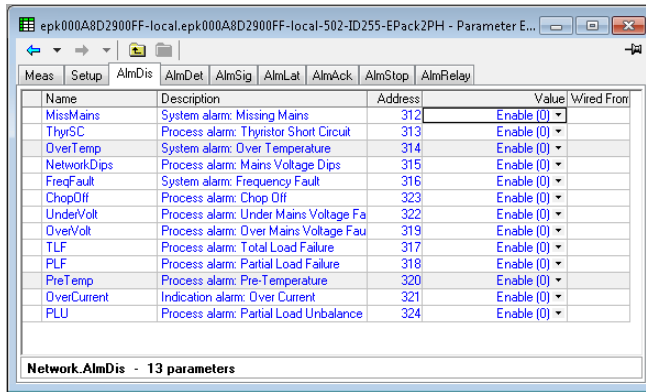 epk000A8D2900FF-local.epk000A8D2900FF-local-502-ID255-EPack2PH - Parameter E...
Meas Setup AlmDis AlmDet AlmSig AlmLat AlmAck AlmStop AlmRelay
Name Description Address Value Wired From
MissMains System alarm: Missing Mains 312 Enable (0)
ThyrSC Process alarm: Thyristor Short Circuit 313 Enable (0)
OverTemp System alarm: Over Temperature 314 Enable (0)
NetworkDips Process alarm: Mains Voltage Dips 315 Enable (0)
FreqFault System alarm: Frequency Fault 316 Enable (0)
ChopOff Process alarm: Chop Off 323 Enable (0)
UnderVolt Process alarm: Under Mains Voltage Fa 322 Enable (0)
OverVolt Process alarm: Over Mains Voltage Fau 319 Enable (0)
TLF Process alarm: Total Load Failure 317 Enable (0)
PLF Process alarm: Partial Load Failure 318 Enable (0)
PreTemp Process alarm: Pre-Temperature 320 Enable (0)
OverCurrent Indication alarm: Over Current 321 Enable (0)
PLU Process alarm: Partial Load Unbalance 324 Enable (0)
Network.AlmDis - 13 parameters